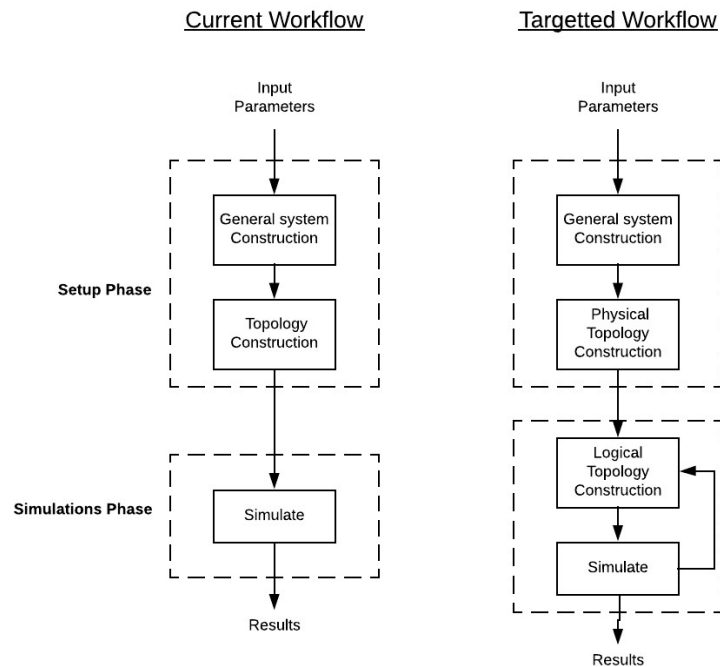 Current Workflow
Targetted Workflow
Input
Parameters
Input
Parameters
General system
Construction
General system
Construction
Setup Phase
Topology
Construction
Physical
Topology
Construction
Logical
Topology
Construction
Simulations Phase
Simulate
Simulate
Results
Results